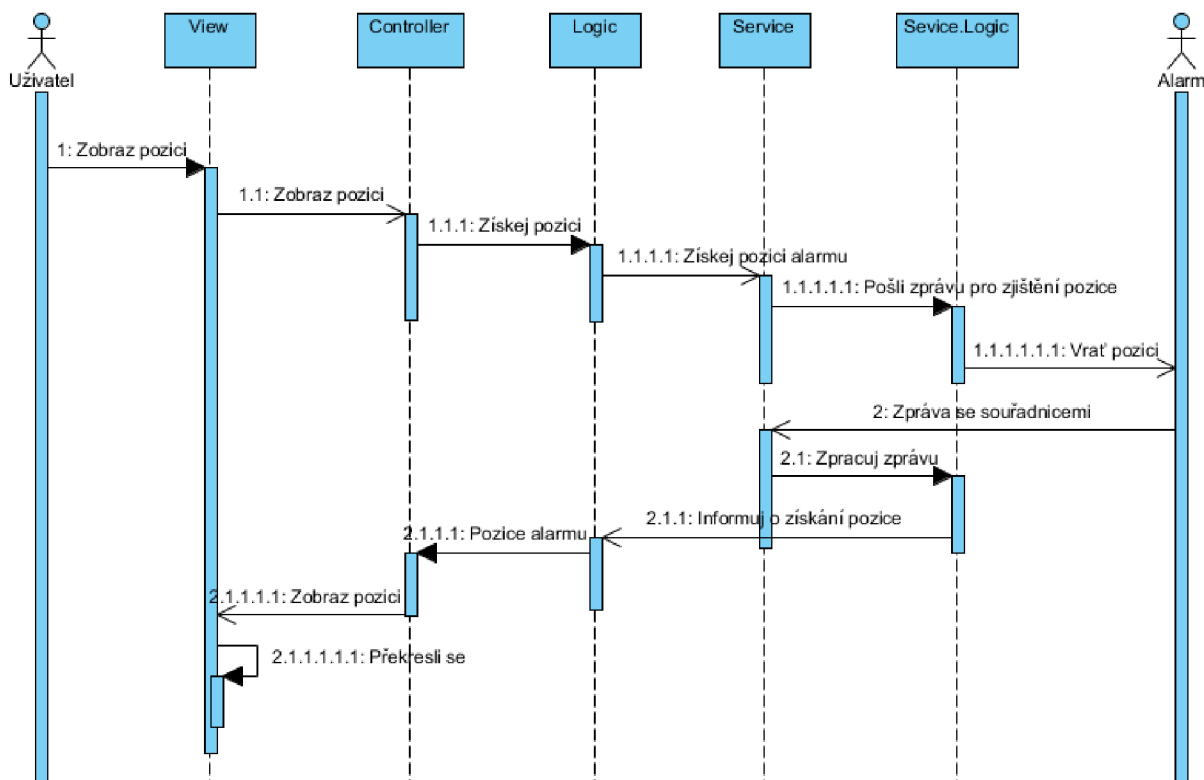 View
Controller
Logic
Service
Sevice.Logic
Uživatel
Alarm
1: Zobraz pozici
1.1: Zobraz pozici
1.1.1: Získej pozici
1.1.1.1: Získej pozici alarmu
1.1.1.1.1: Pošli zprávu pro zjištění pozice
1.1.1.1.1.1: Vrať pozici
2: Zpráva se souřadnicemi
2.1: Zpracuj zprávu
2.1.1: Informuj o získání pozice
2.1.1.1: Pozice alarmu
2.1.1.1.1: Zobraz pozici
2.1.1.1.1.1: Překresli se